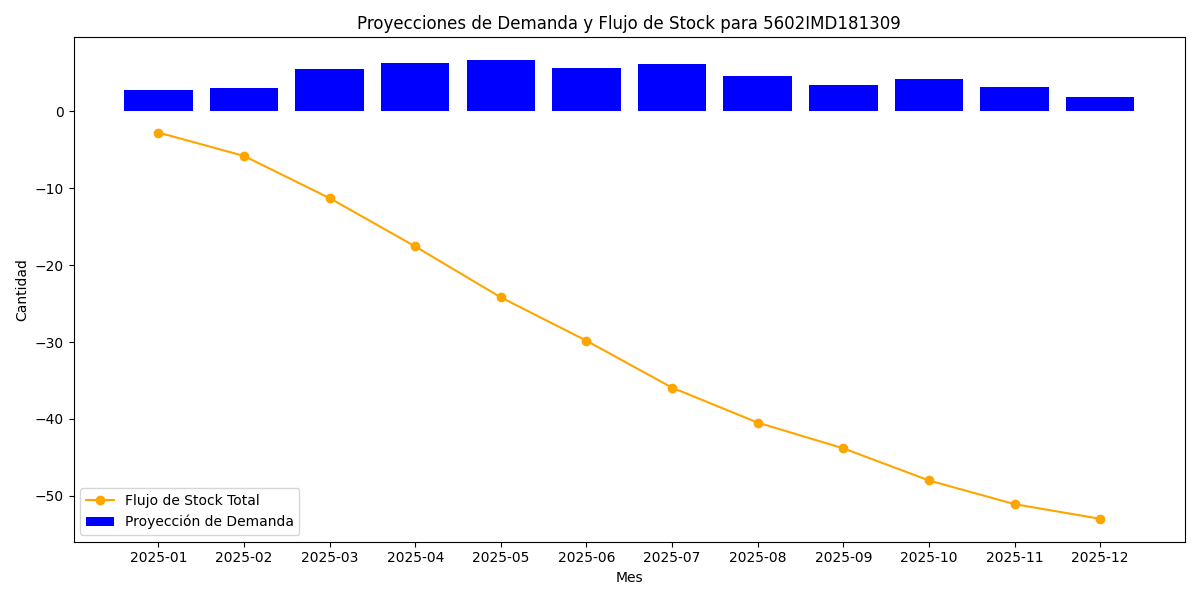 Proyecciones de Demanda y Flujo de Stock para 5602IMD181309
Cantidad
0
−10
−20
−30
−40
−50
Flujo de Stock Total
Proyección de Demanda
2025-01 2025-02 2025-03 2025-04 2025-05 2025-06 2025-07 2025-08 2025-09 2025-10 2025-11 2025-12
Mes